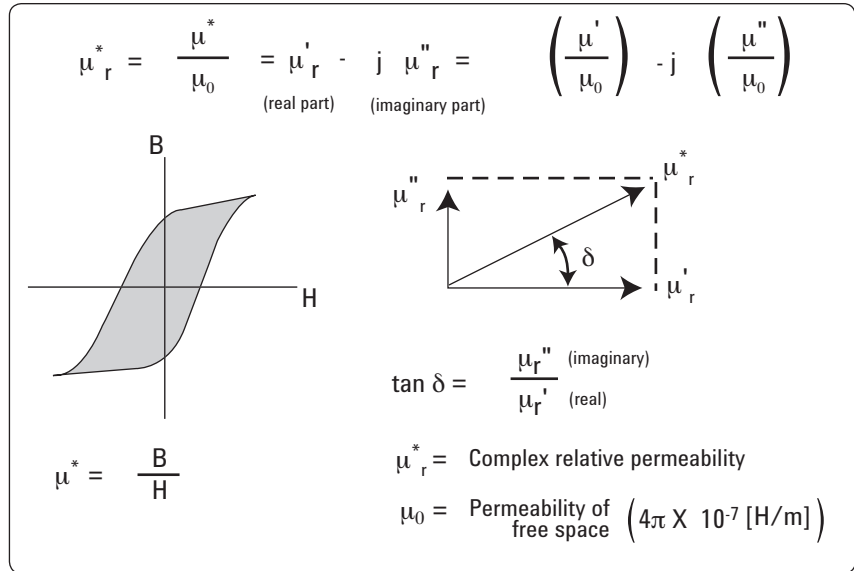 μ*r = μ*/μ0 = μ'r - j μ"r = (μ'/μ0) - j (μ"/μ0)
(real part) (imaginary part)
B
H
μ"r
μ*r
δ
μ'r
tan δ = μr" (imaginary) / μr' (real)
μ* = B/H
μ*r = Complex relative permeability
μ0 = Permeability of
free space (4π X 10-7 [H/m])